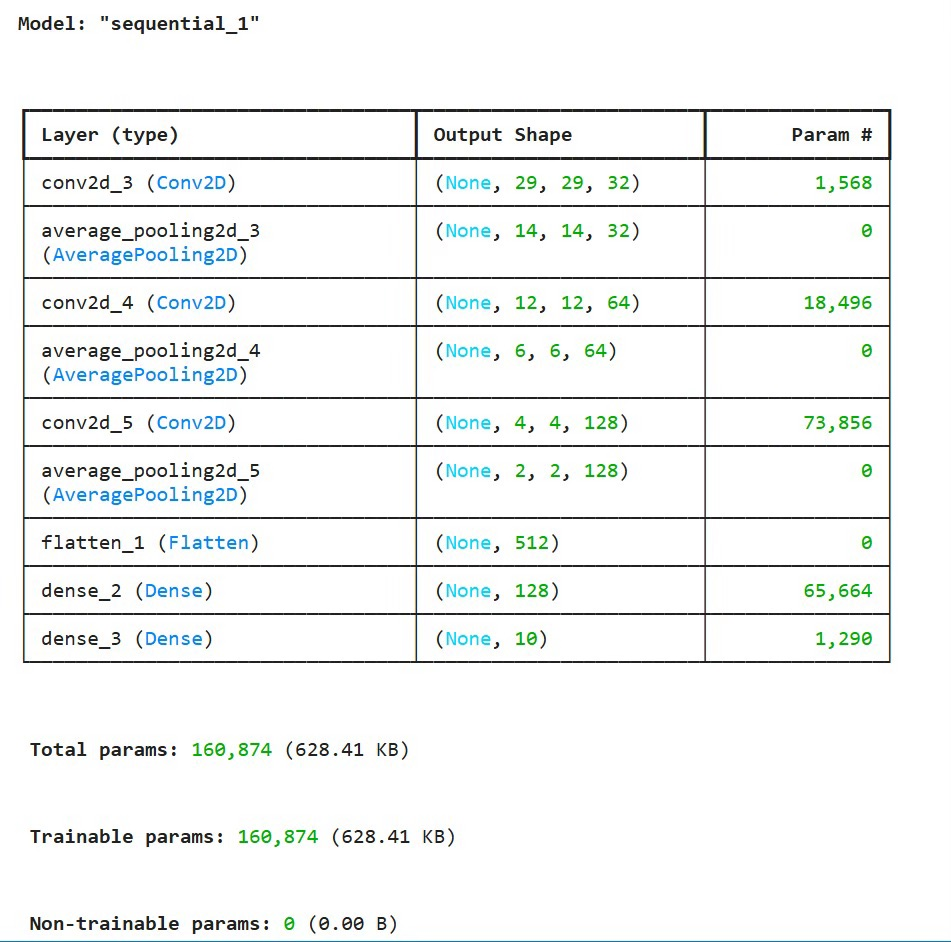 Model: "sequential_1"
Layer (type) Output Shape Param #
conv2d_3 (Conv2D) (None, 29, 29, 32) 1,568
average_pooling2d_3 (None, 14, 14, 32) 0
(AveragePooling2D)
conv2d_4 (Conv2D) (None, 12, 12, 64) 18,496
average_pooling2d_4 (None, 6, 6, 64) 0
(AveragePooling2D)
conv2d_5 (Conv2D) (None, 4, 4, 128) 73,856
average_pooling2d_5 (None, 2, 2, 128) 0
(AveragePooling2D)
flatten_1 (Flatten) (None, 512) 0
dense_2 (Dense) (None, 128) 65,664
dense_3 (Dense) (None, 10) 1,290
Total params: 160,874 (628.41 KB)
Trainable params: 160,874 (628.41 KB)
Non-trainable params: 0 (0.00 B)